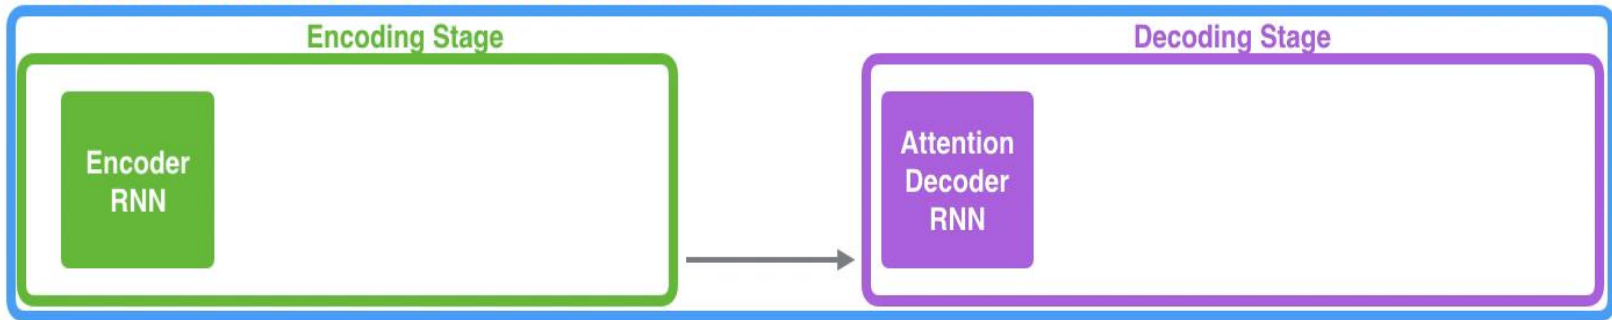 Encoding Stage
Decoding Stage
Encoder
RNN
Attention
Decoder
RNN